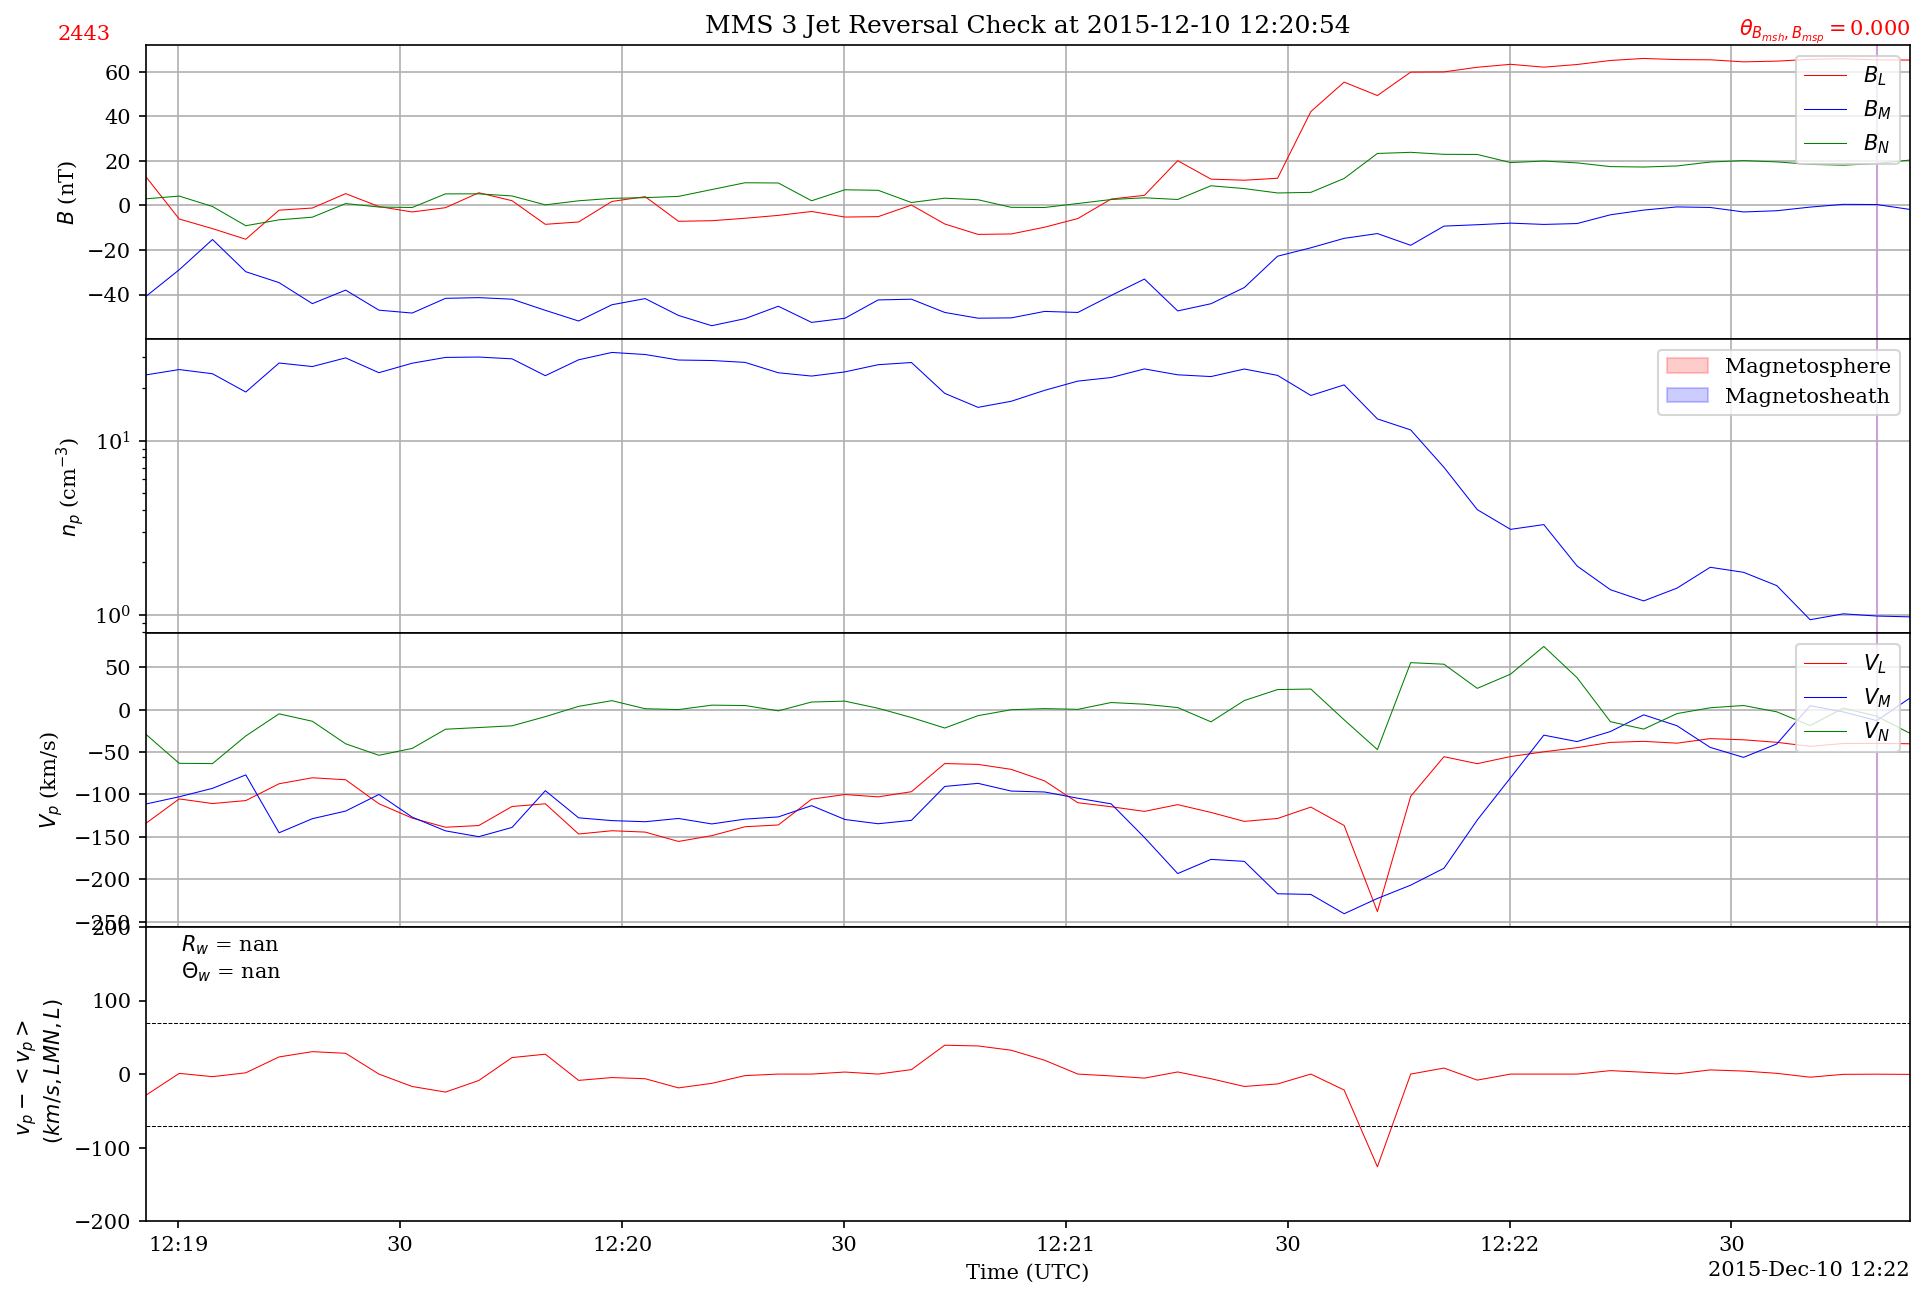 MMS 3 Jet Reversal Check at 2015-12-10 12:20:54
2443
θ_{B_{msh}, B_{msp}} = 0.000
B (nT)
60
40
20
0
−20
−40
B_L
B_M
B_N
n_p (cm^{−3})
10^1
10^0
Magnetosphere
Magnetosheath
V_p (km/s)
50
0
−50
−100
−150
−200
−250
V_L
V_M
V_N
v_p − < v_p >
(km/s, LMN, L)
200
100
0
−100
−200
R_w = nan
Θ_w = nan
12:19 30 12:20 30 12:21 30 12:22 30
Time (UTC)
2015-Dec-10 12:22